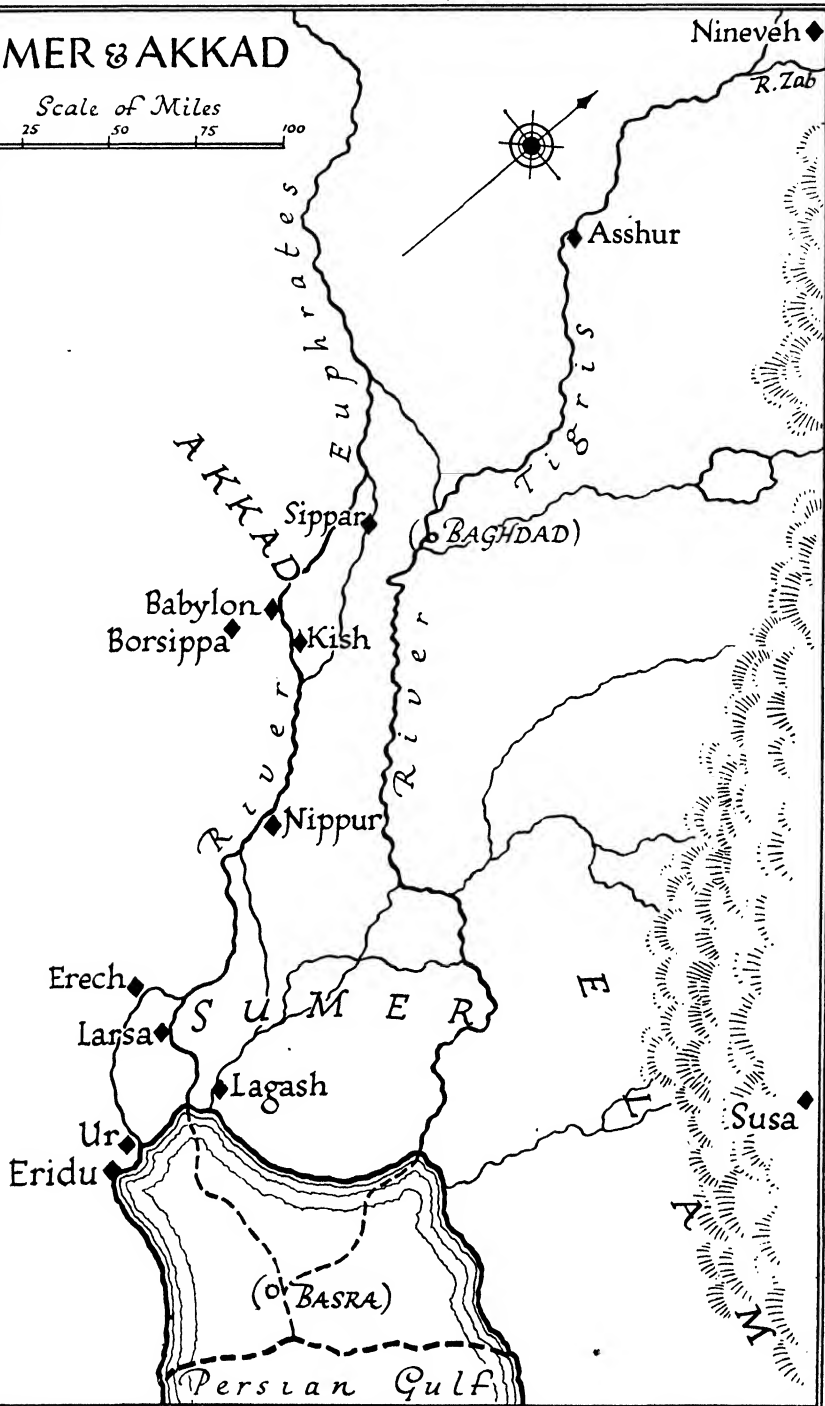 MER & AKKAD
Nineveh
R. Zab
Scale of Miles
25 50 75 100
Asshur
Euphrates
Tigris
AKKAD
Sippar
(BAGHDAD)
Babylon
Borsippa
Kish
River
River
Nippur
Erech
SUMER
Larsa
Lagash
ELAM
Susa
Ur
Eridu
(BASRA)
Persian Gulf